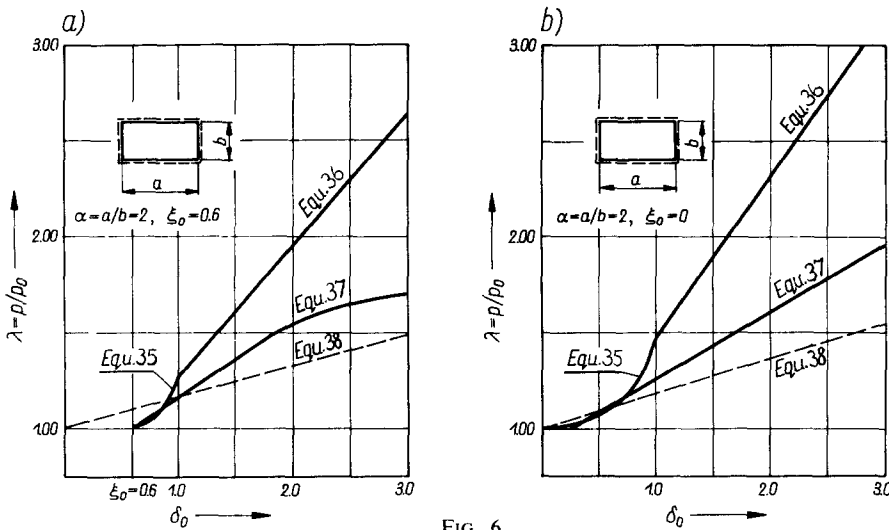 a)
3.00
2.00
1.00
λ=p/p₀
b
a
α=a/b=2, ξ₀=0.6
Equ.36
Equ.37
Equ.38
Equ.35
ξ₀=0.6
1.0
2.0
3.0
δ₀
b)
3.00
2.00
1.00
λ=p/p₀
b
a
α=a/b=2, ξ₀=0
Equ.36
Equ.37
Equ.38
Equ.35
0
1.0
2.0
3.0
δ₀
FIG. 6